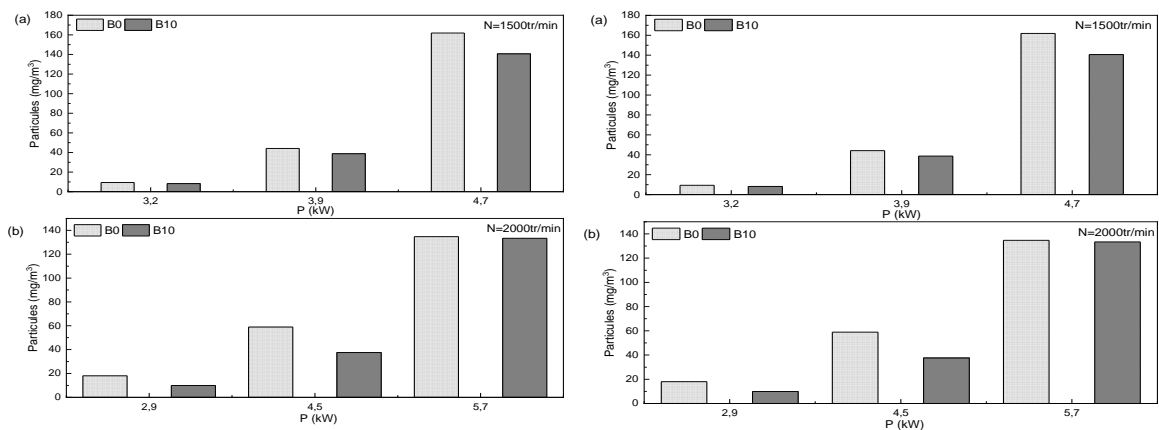 (a)
180
B0 B10
N=1500tr/min
160
140
120
100
80
60
40
20
0
Particules (mg/m³)
3,2 3,9 4,7
P (kW)
(b)
B0 B10
N=2000tr/min
140
120
100
80
60
40
20
0
Particules (mg/m³)
2,9 4,5 5,7
P (kW)
(a)
180
B0 B10
N=1500tr/min
160
140
120
100
80
60
40
20
0
Particules (mg/m³)
3,2 3,9 4,7
P (kW)
(b)
B0 B10
N=2000tr/min
140
120
100
80
60
40
20
0
Particules (mg/m³)
2,9 4,5 5,7
P (kW)